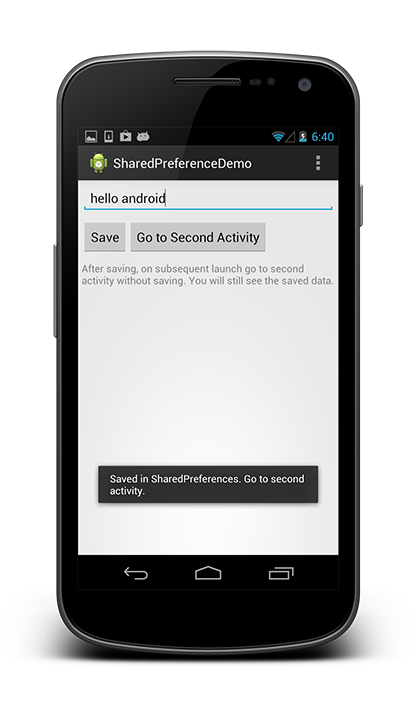 6:40
SharedPreferenceDemo
hello android
Save Go to Second Activity
After saving, on subsequent launch go to second
activity without saving. You will still see the saved data.
Saved in SharedPreferences. Go to second
activity.